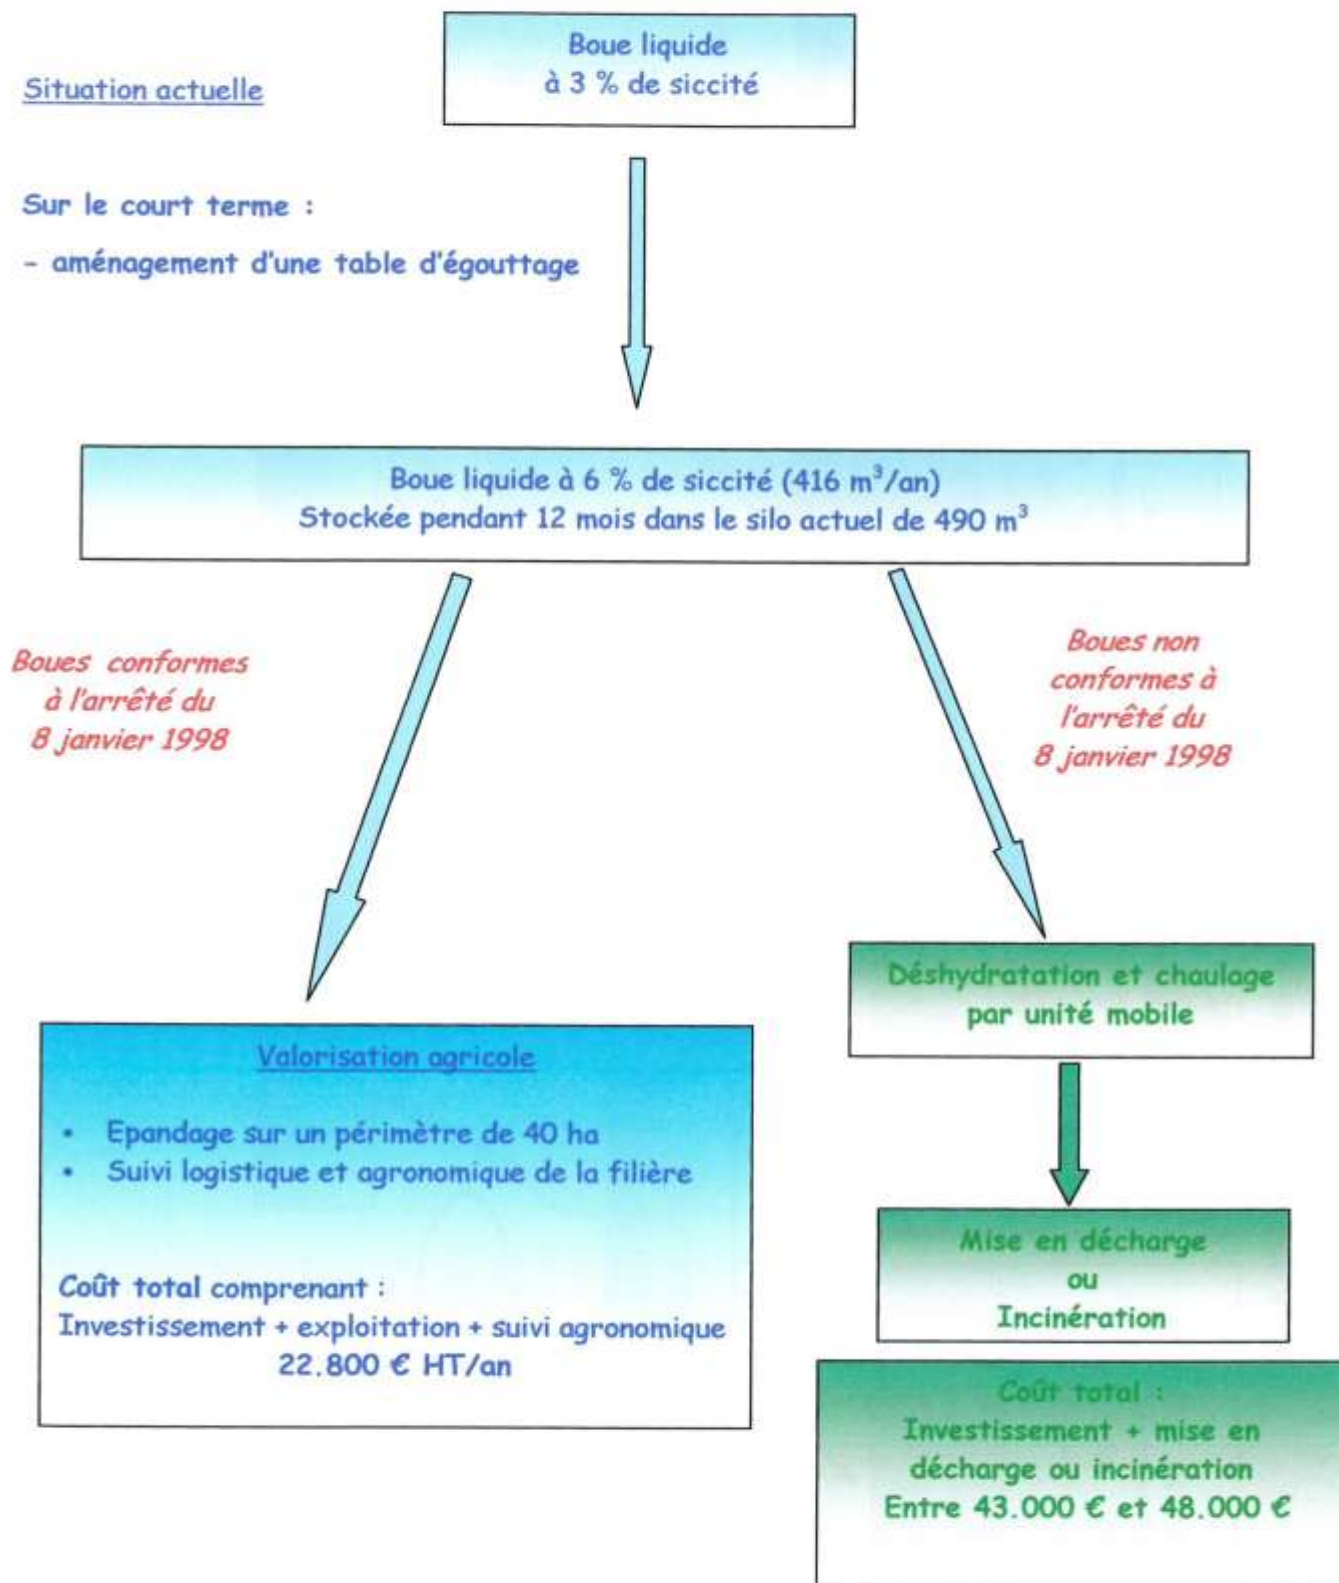 Boue liquide
à 3 % de siccité
Situation actuelle
Sur le court terme :
- aménagement d'une table d'égouttage
Boue liquide à 6 % de siccité (416 m³/an)
Stockée pendant 12 mois dans le silo actuel de 490 m³
Boues conformes
à l'arrêté du
8 janvier 1998
Boues non
conformes à
l'arrêté du
8 janvier 1998
Déshydratation et chaulage
par unité mobile
Valorisation agricole
• Epandage sur un périmètre de 40 ha
• Suivi logistique et agronomique de la filière
Coût total comprenant :
Investissement + exploitation + suivi agronomique
22.800 € HT/an
Mise en décharge
ou
Incinération
Coût total :
Investissement + mise en
décharge ou incinération
Entre 43.000 € et 48.000 €